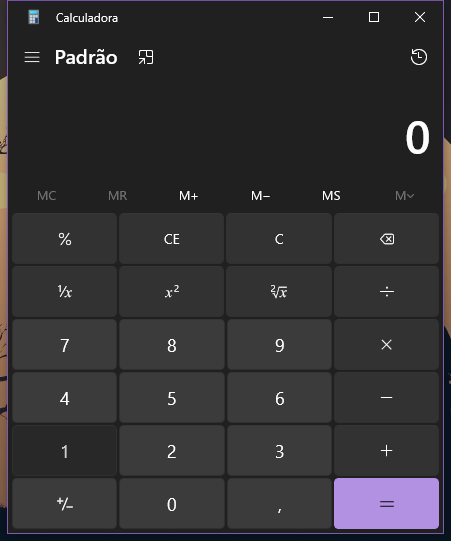 Calculadora
Padrão
0
MC MR M+ M− MS M
% CE C
¹⁄x x² ²√x ÷
7 8 9 ×
4 5 6 −
1 2 3 +
+/− 0 , =